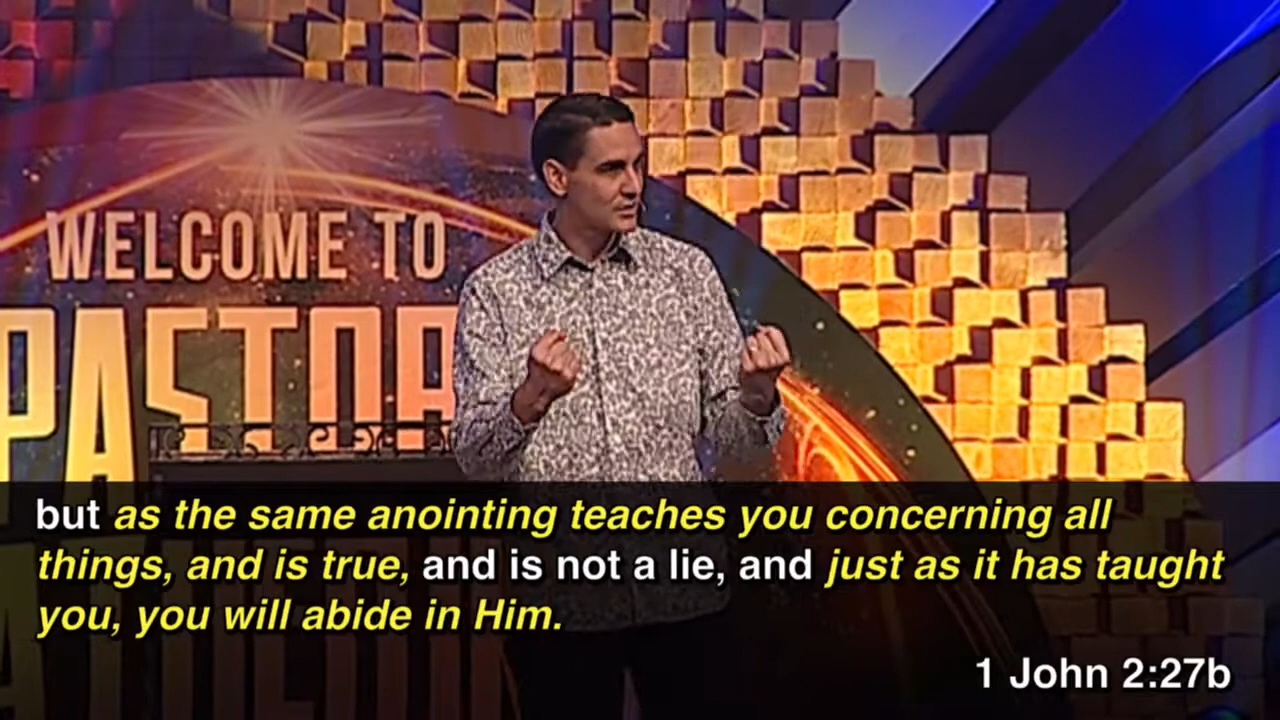 WELCOME TO
PASTOR
but as the same anointing teaches you concerning all
things, and is true, and is not a lie, and just as it has taught
you, you will abide in Him.
1 John 2:27b